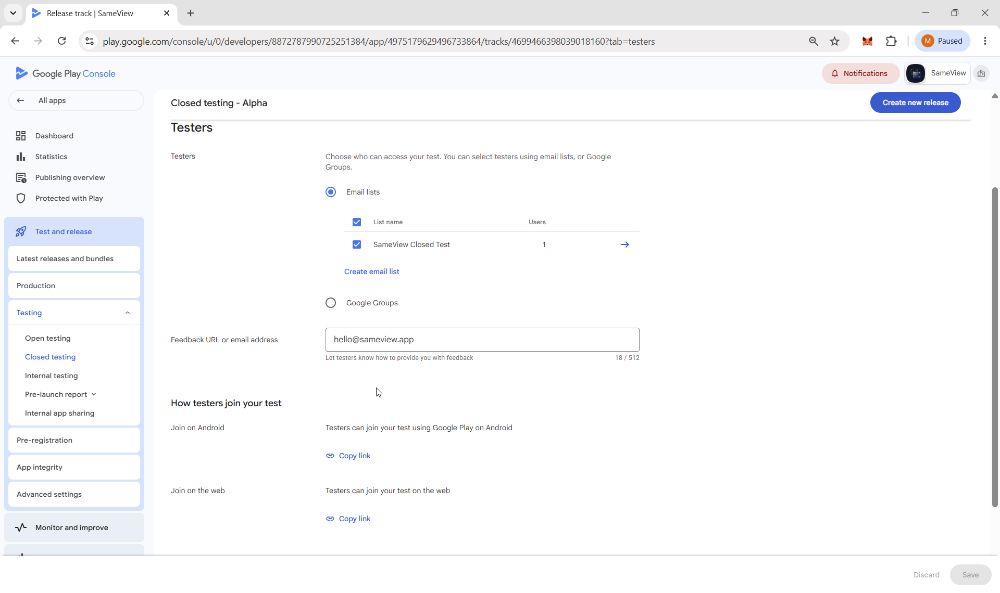 Release track | SameView
play.google.com/console/u/0/developers/8872787990725251384/app/4975179629496733864/tracks/4699466398039018160?tab=testers
M Paused
Google Play Console
Notifications
SameView
All apps
Closed testing - Alpha
Create new release
Dashboard
Statistics
Publishing overview
Protected with Play
Test and release
Latest releases and bundles
Production
Testing
Open testing
Closed testing
Internal testing
Pre-launch report
Internal app sharing
Pre-registration
App integrity
Advanced settings
Monitor and improve
Testers
Testers
Choose who can access your test. You can select testers using email lists, or Google
Groups.
Email lists
List name Users
SameView Closed Test 1
Create email list
Google Groups
Feedback URL or email address
hello@sameview.app
Let testers know how to provide you with feedback
18 / 512
How testers join your test
Join on Android
Testers can join your test using Google Play on Android
Copy link
Join on the web
Testers can join your test on the web
Copy link
Discard
Save